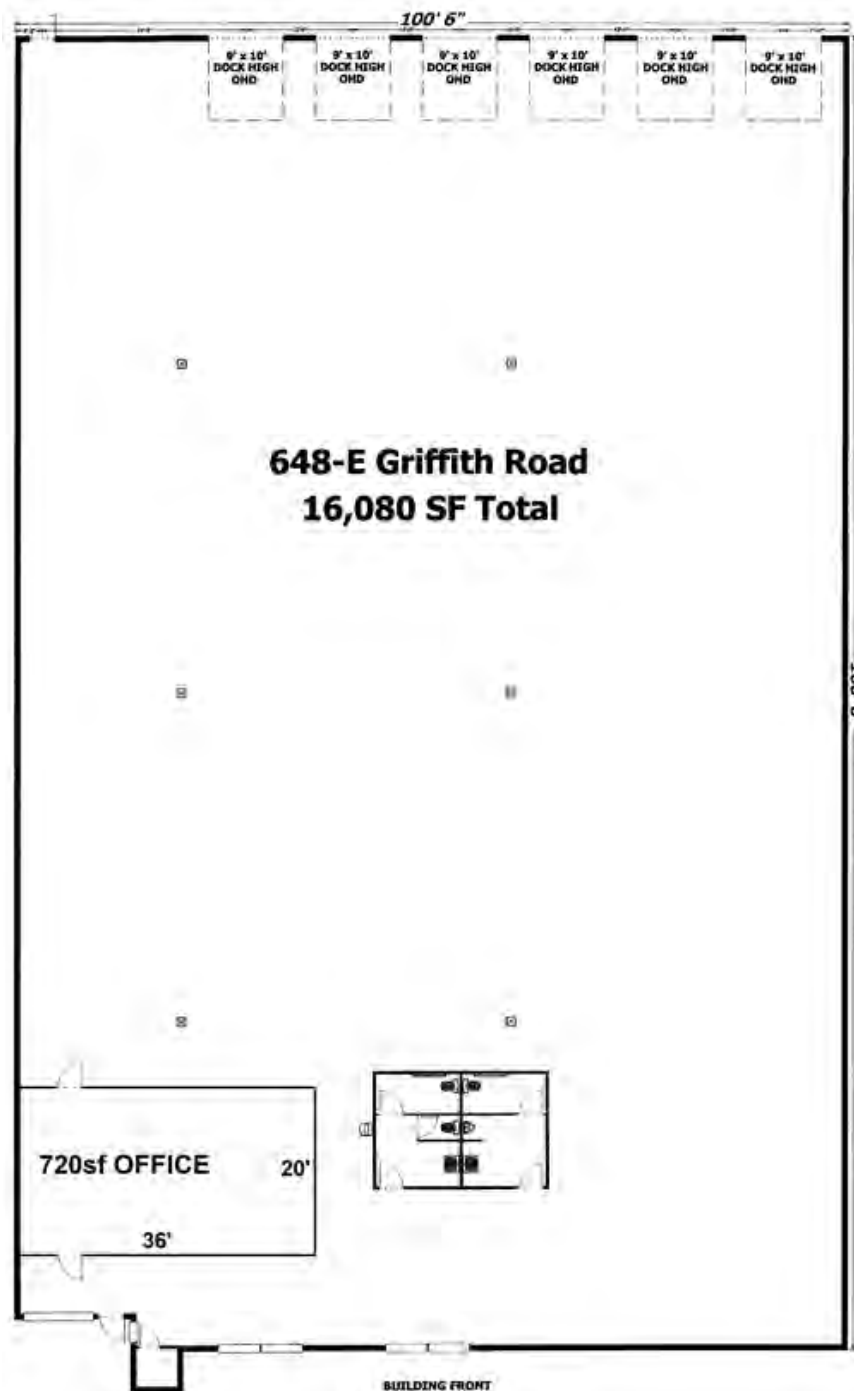 100' 6"
9' x 10'
DOCK HIGH
OHD
9' x 10'
DOCK HIGH
OHD
9' x 10'
DOCK HIGH
OHD
9' x 10'
DOCK HIGH
OHD
9' x 10'
DOCK HIGH
OHD
9' x 10'
DOCK HIGH
OHD
648-E Griffith Road
16,080 SF Total
720sf OFFICE
20'
36'
BUILDING FRONT